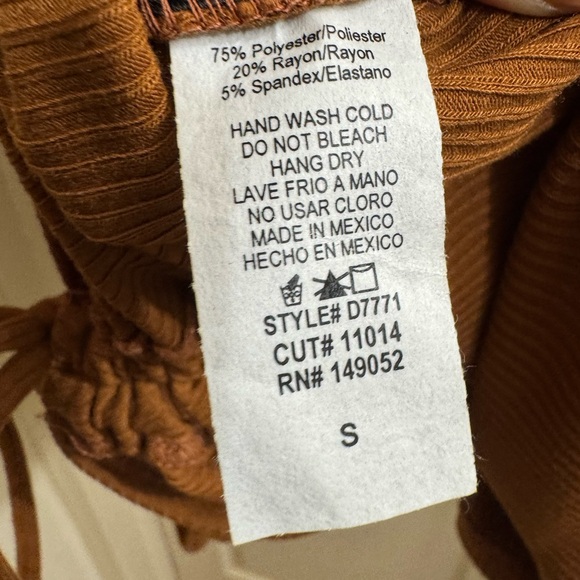 75% Polyester/Poliester
20% Rayon/Rayon
5% Spandex/Elastano
HAND WASH COLD
DO NOT BLEACH
HANG DRY
LAVE FRIO A MANO
NO USAR CLORO
MADE IN MEXICO
HECHO EN MEXICO
STYLE# D7771
CUT# 11014
RN# 149052
S